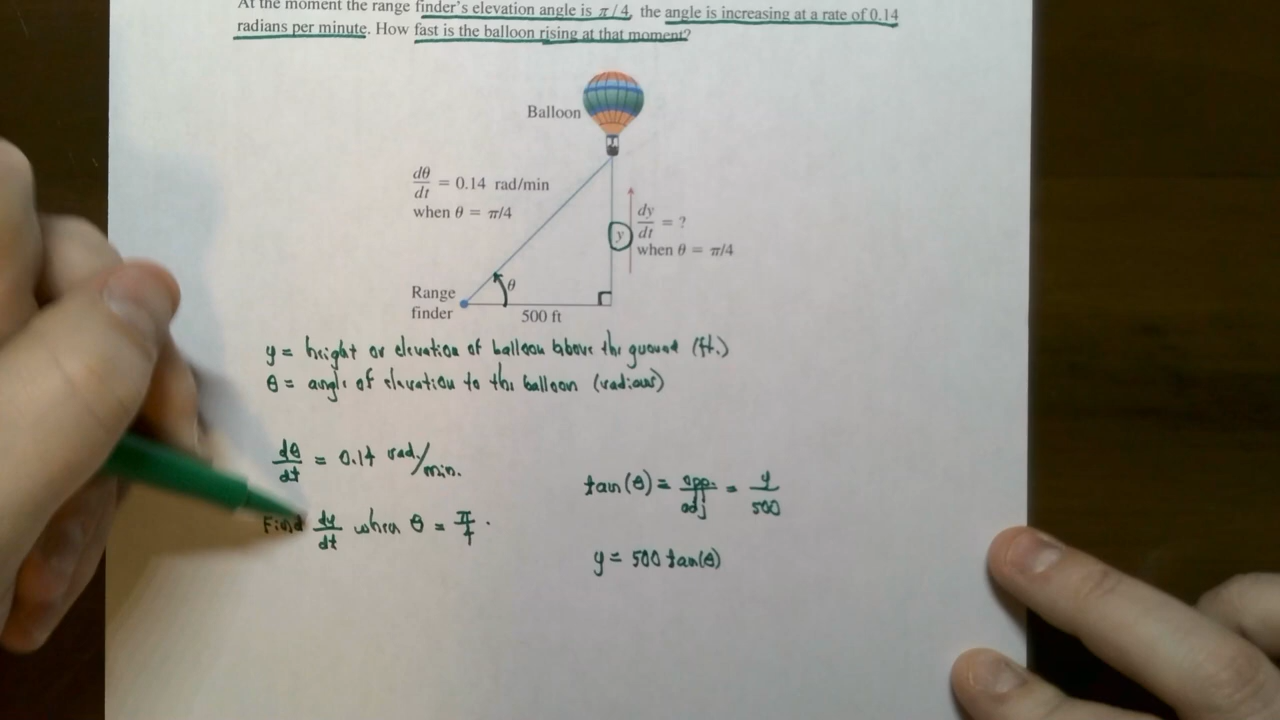 At the moment the range finder's elevation angle is π/4, the angle is increasing at a rate of 0.14
radians per minute. How fast is the balloon rising at that moment?
Balloon
dθ/dt = 0.14 rad/min
when θ = π/4
y
dy/dt = ?
when θ = π/4
θ
Range
finder
500 ft
y = height or elevation of balloon above the ground (ft.)
θ = angle of elevation to the balloon (radians)
dθ/dt = 0.14 rad/min.
tan(θ) = opp./adj = y/500
Find dy/dt when θ = π/4.
y = 500 tan(θ)